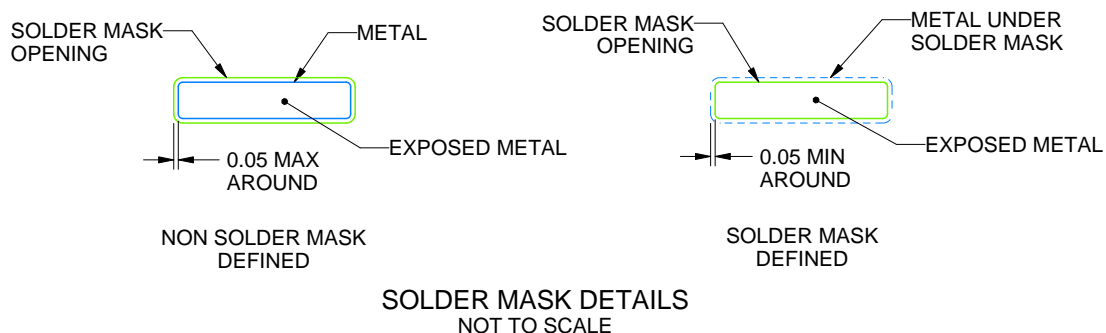 SOLDER MASK
OPENING
METAL
EXPOSED METAL
0.05 MAX
AROUND
NON SOLDER MASK
DEFINED
SOLDER MASK
OPENING
METAL UNDER
SOLDER MASK
EXPOSED METAL
0.05 MIN
AROUND
SOLDER MASK
DEFINED
SOLDER MASK DETAILS
NOT TO SCALE